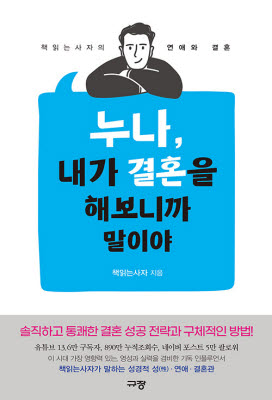 책읽는사자의 연애와 결혼
누나,
내가 결혼을
해보니까
말이야
책읽는사자 지음
솔직하고 통쾌한 결혼 성공 전략과 구체적인 방법!
유튜브 13.6만 구독자, 890만 누적조회수, 네이버 포스트 5만 팔로워
이 시대 가장 영향력 있는, 영성과 실력을 겸비한 기독 인플루언서
책읽는사자가 말하는 성경적 성(性)·연애·결혼관
규장